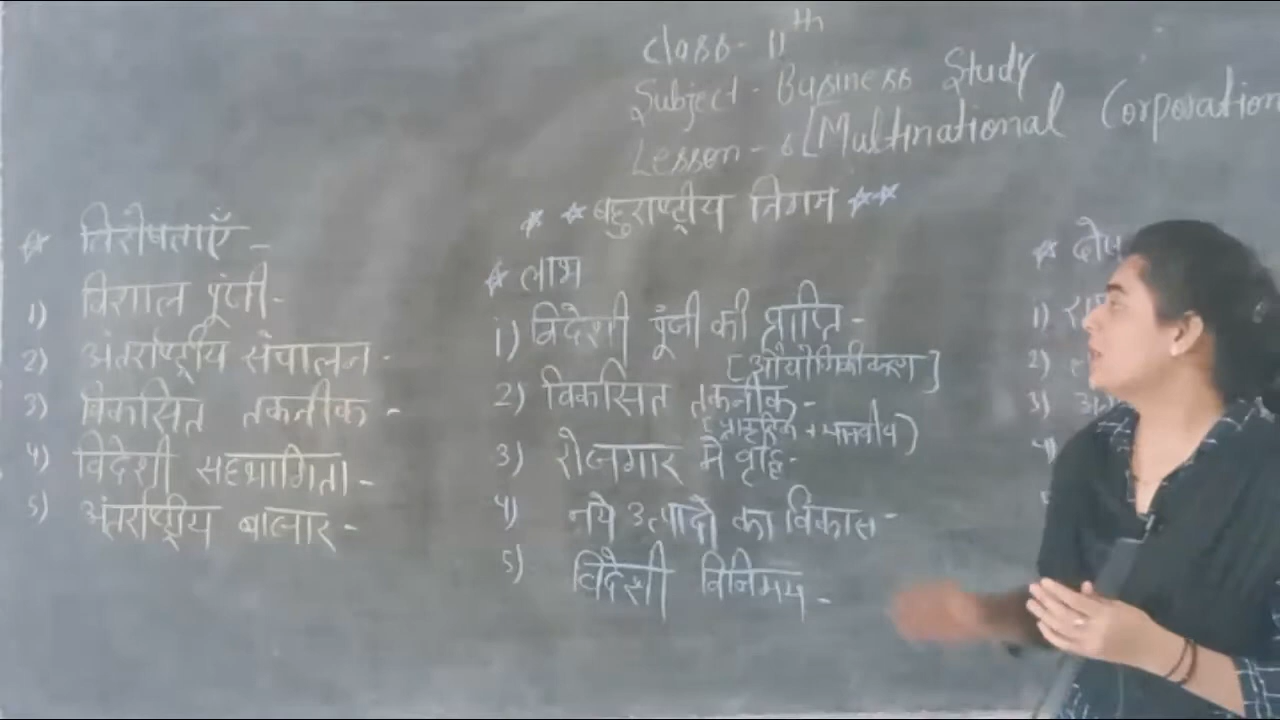 Class - 11th
Subject - Business Study
Lesson - 6 [Multinational Corporation
* * बहुराष्ट्रीय निगम **
* विशेषताएँ -
1) विशाल पूंजी -
2) अंतर्राष्ट्रीय संचालन -
3) विकसित तकनीक -
4) विदेशी सहभागिता -
5) अंतर्राष्ट्रीय बाजार -
* लाभ
1) विदेशी पूंजी की प्राप्ति -
[औद्योगिकीकरण]
2) विकसित तकनीक -
(प्राकृतिक + मानवीय)
3) रोजगार में वृद्धि -
4) नये उत्पादों का विकास -
5) विदेशी विनिमय -
* दोष
1)
2)
3)
4)
5